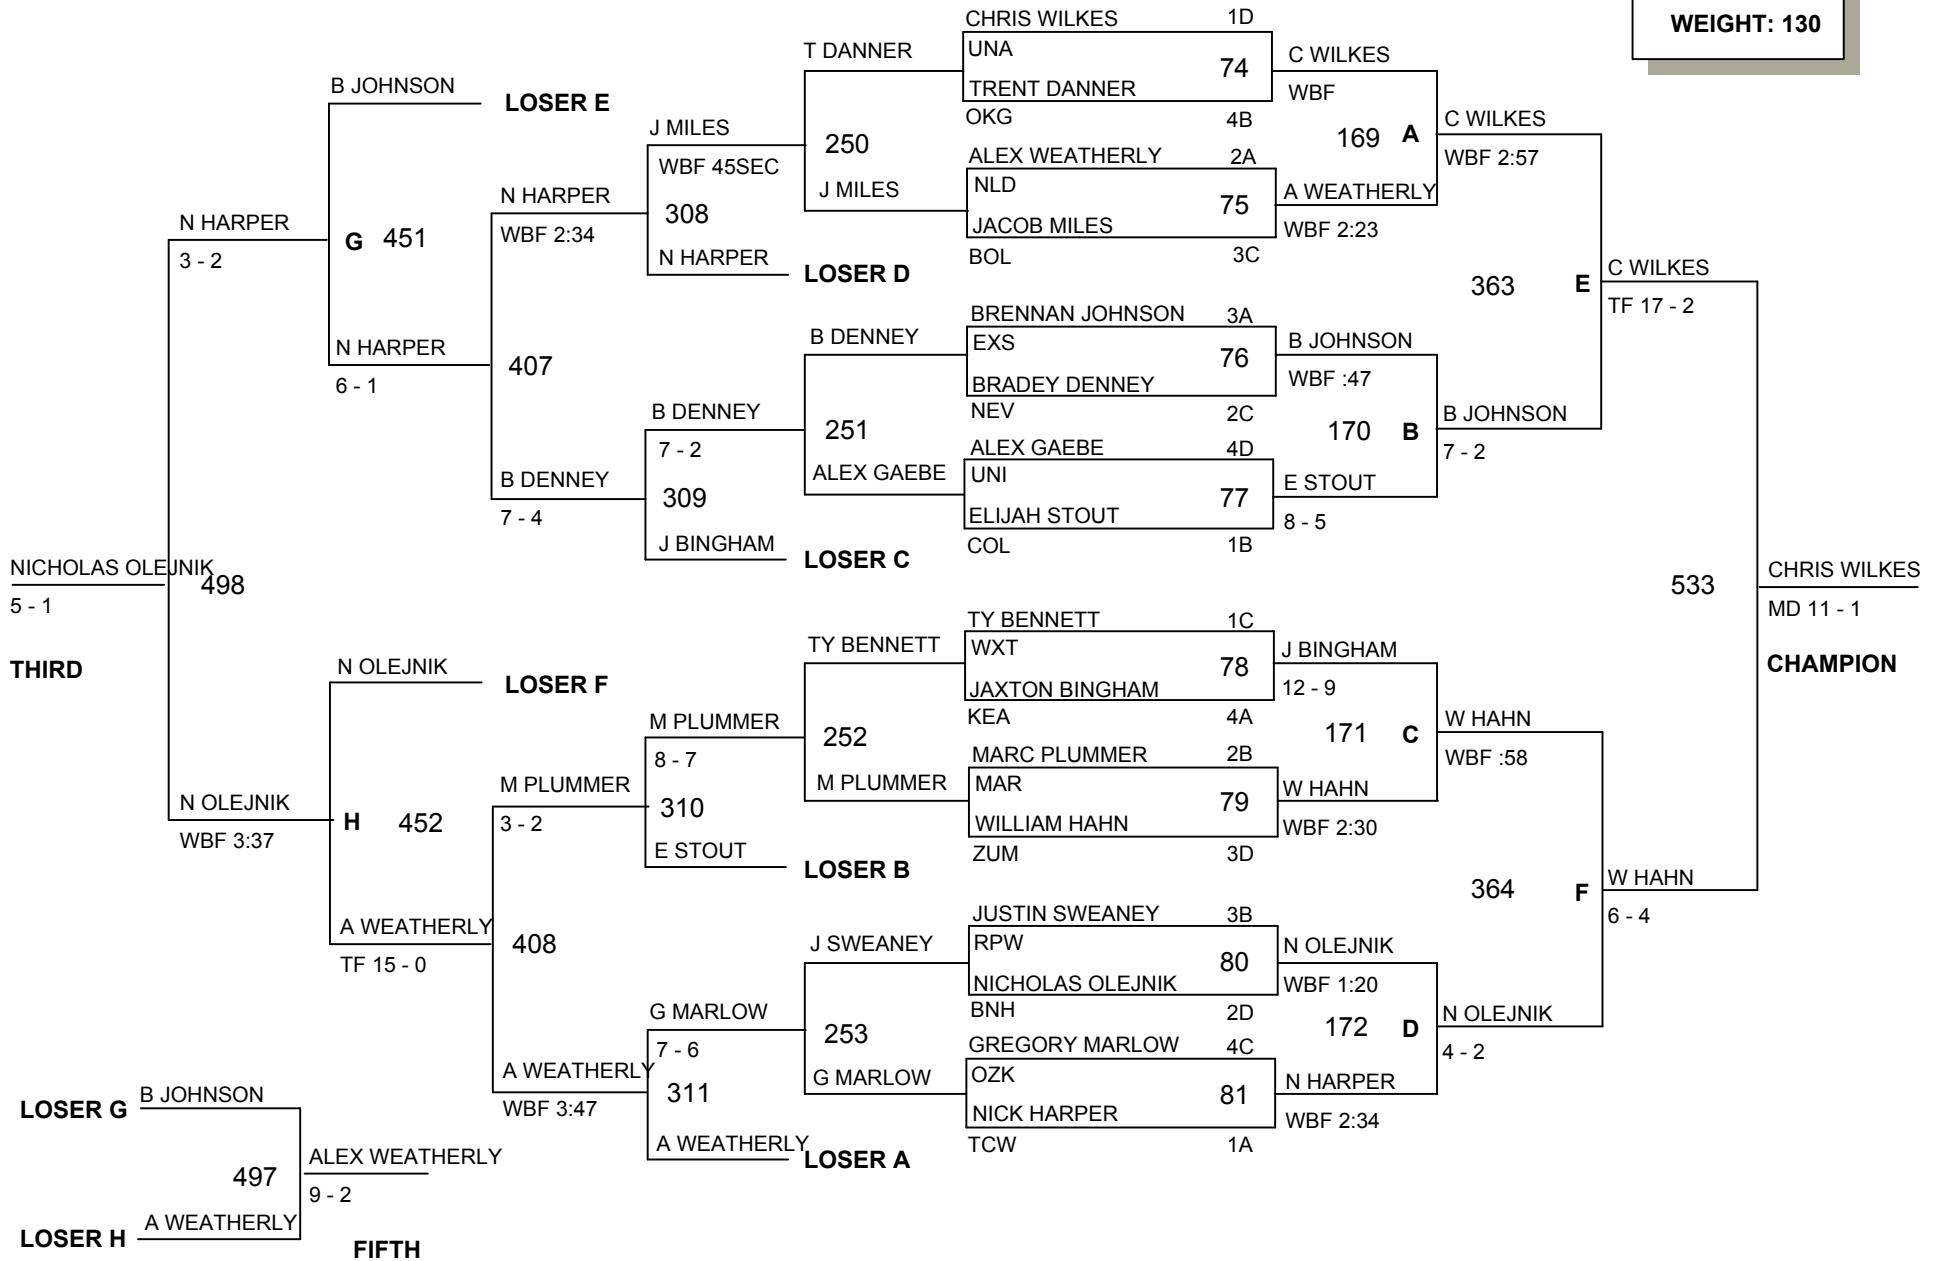 WEIGHT: 130
CHRIS WILKES 1D
UNA
74
TRENT DANNER
OKG 4B
ALEX WEATHERLY 2A
NLD
75
JACOB MILES
BOL 3C
BRENNAN JOHNSON 3A
EXS
76
BRADEY DENNEY
NEV 2C
ALEX GAEBE 4D
UNI
77
ELIJAH STOUT
COL 1B
TY BENNETT 1C
WXT
78
JAXTON BINGHAM
KEA 4A
MARC PLUMMER 2B
MAR
79
WILLIAM HAHN
ZUM 3D
JUSTIN SWEANEY 3B
RPW
80
NICHOLAS OLEJNIK
BNH 2D
GREGORY MARLOW 4C
OZK
81
NICK HARPER
TCW 1A
C WILKES
WBF
169 A
A WEATHERLY
WBF 2:23
B JOHNSON
WBF :47
170 B
E STOUT
8 - 5
J BINGHAM
12 - 9
171 C
W HAHN
WBF 2:30
N OLEJNIK
WBF 1:20
172 D
N HARPER
WBF 2:34
C WILKES
WBF 2:57
363 E
B JOHNSON
7 - 2
W HAHN
WBF :58
364 F
N OLEJNIK
4 - 2
C WILKES
TF 17 - 2
533
W HAHN
6 - 4
CHRIS WILKES
MD 11 - 1
CHAMPION
T DANNER
250
J MILES
B DENNEY
251
ALEX GAEBE
TY BENNETT
252
M PLUMMER
J SWEANEY
253
G MARLOW
J MILES
WBF 45SEC
308
N HARPER
LOSER D
B DENNEY
7 - 2
309
J BINGHAM
LOSER C
M PLUMMER
8 - 7
310
E STOUT
LOSER B
G MARLOW
7 - 6
311
A WEATHERLY
LOSER A
N HARPER
WBF 2:34
407
B DENNEY
7 - 4
M PLUMMER
3 - 2
408
A WEATHERLY
WBF 3:47
B JOHNSON
LOSER E
G 451
N HARPER
6 - 1
N OLEJNIK
LOSER F
H 452
A WEATHERLY
TF 15 - 0
N HARPER
3 - 2
498
N OLEJNIK
WBF 3:37
NICHOLAS OLEJNIK
5 - 1
THIRD
LOSER G
B JOHNSON
497
LOSER H
A WEATHERLY
ALEX WEATHERLY
9 - 2
FIFTH